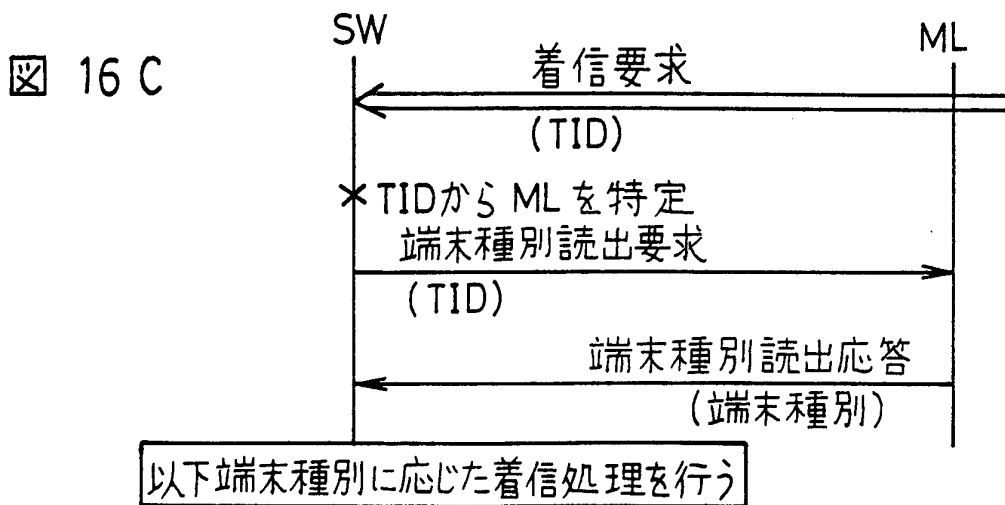 図 16 C
SW
ML
着信要求
(TID)
TIDから ML を特定
端末種別読出要求
(TID)
端末種別読出応答
(端末種別)
以下端末種別に応じた着信処理を行う